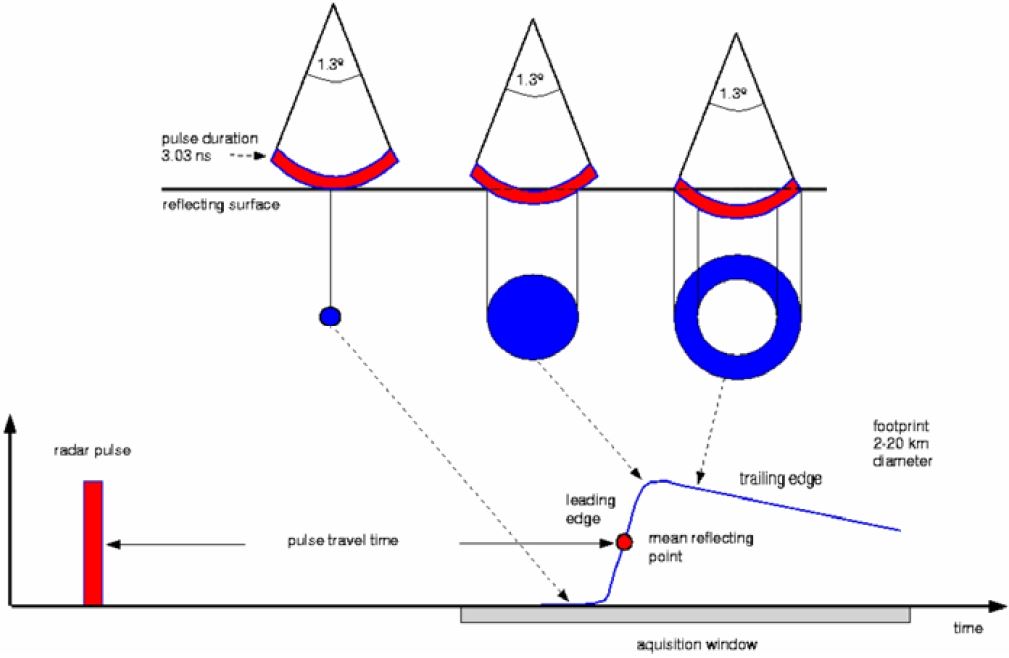 1.3º
1.3º
1.3º
pulse duration
3.03 ns
reflecting surface
footprint
2-20 km
diameter
radar pulse
trailing edge
leading
edge
pulse travel time
mean reflecting
point
time
aquisition window